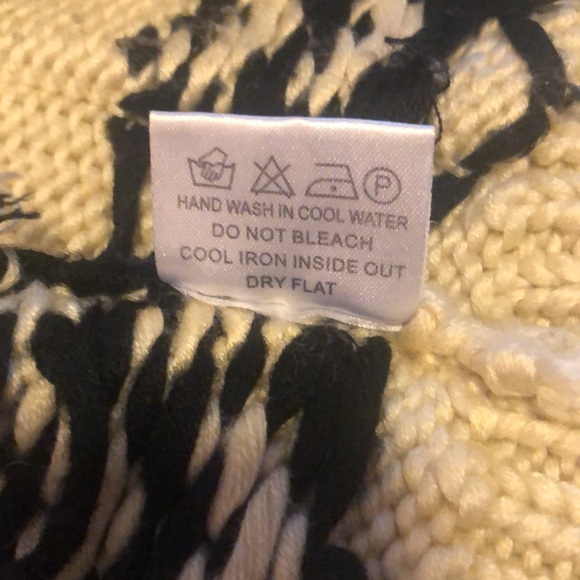 P
HAND WASH IN COOL WATER
DO NOT BLEACH
COOL IRON INSIDE OUT
DRY FLAT